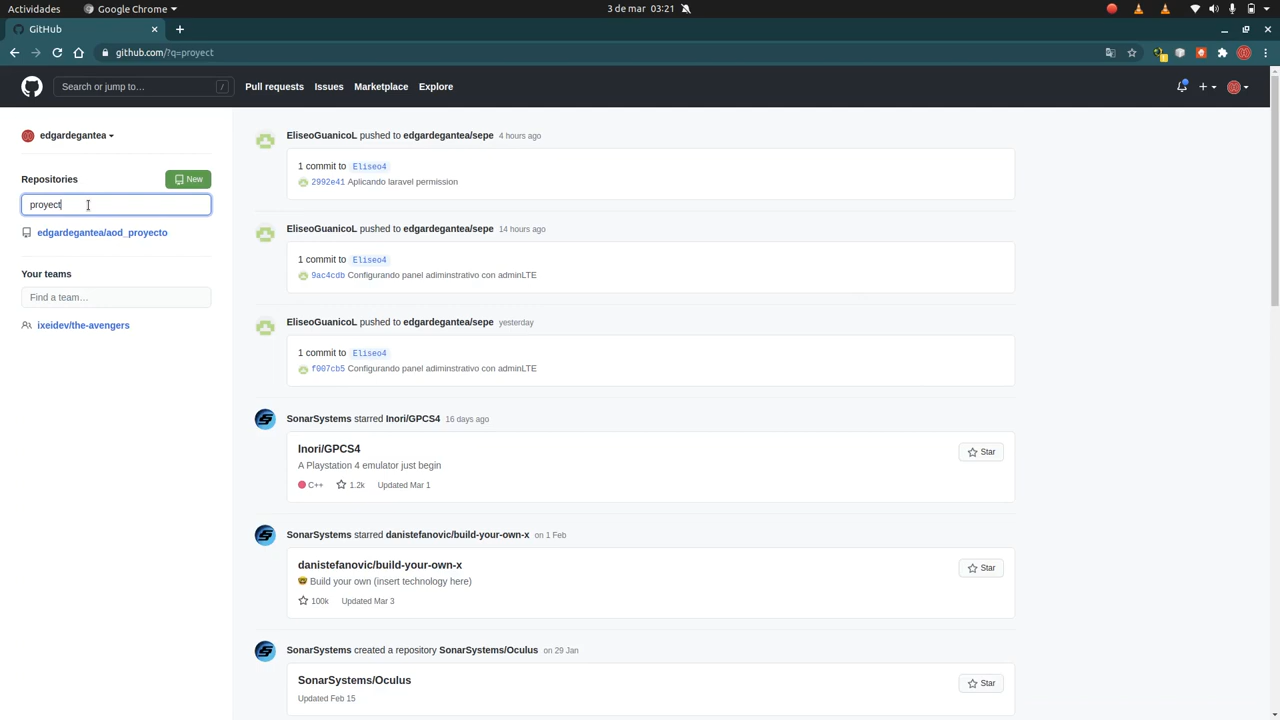 Actividades
Google Chrome
3 de mar 03:21
GitHub
github.com/?q=proyect
Search or jump to…
/
Pull requests
Issues
Marketplace
Explore
edgardegantea
Repositories
New
proyect
edgardegantea/aod_proyecto
Your teams
Find a team…
ixeidev/the-avengers
EliseoGuanicoL pushed to edgardegantea/sepe 4 hours ago
1 commit to Eliseo4
2992e41 Aplicando laravel permission
EliseoGuanicoL pushed to edgardegantea/sepe 14 hours ago
1 commit to Eliseo4
9ac4cdb Configurando panel adiminstrativo con adminLTE
EliseoGuanicoL pushed to edgardegantea/sepe yesterday
1 commit to Eliseo4
f007cb5 Configurando panel adiminstrativo con adminLTE
SonarSystems starred Inori/GPCS4 16 days ago
Inori/GPCS4
Star
A Playstation 4 emulator just begin
C++ 1.2k Updated Mar 1
SonarSystems starred danistefanovic/build-your-own-x on 1 Feb
danistefanovic/build-your-own-x
Star
Build your own (insert technology here)
100k Updated Mar 3
SonarSystems created a repository SonarSystems/Oculus on 29 Jan
SonarSystems/Oculus
Star
Updated Feb 15